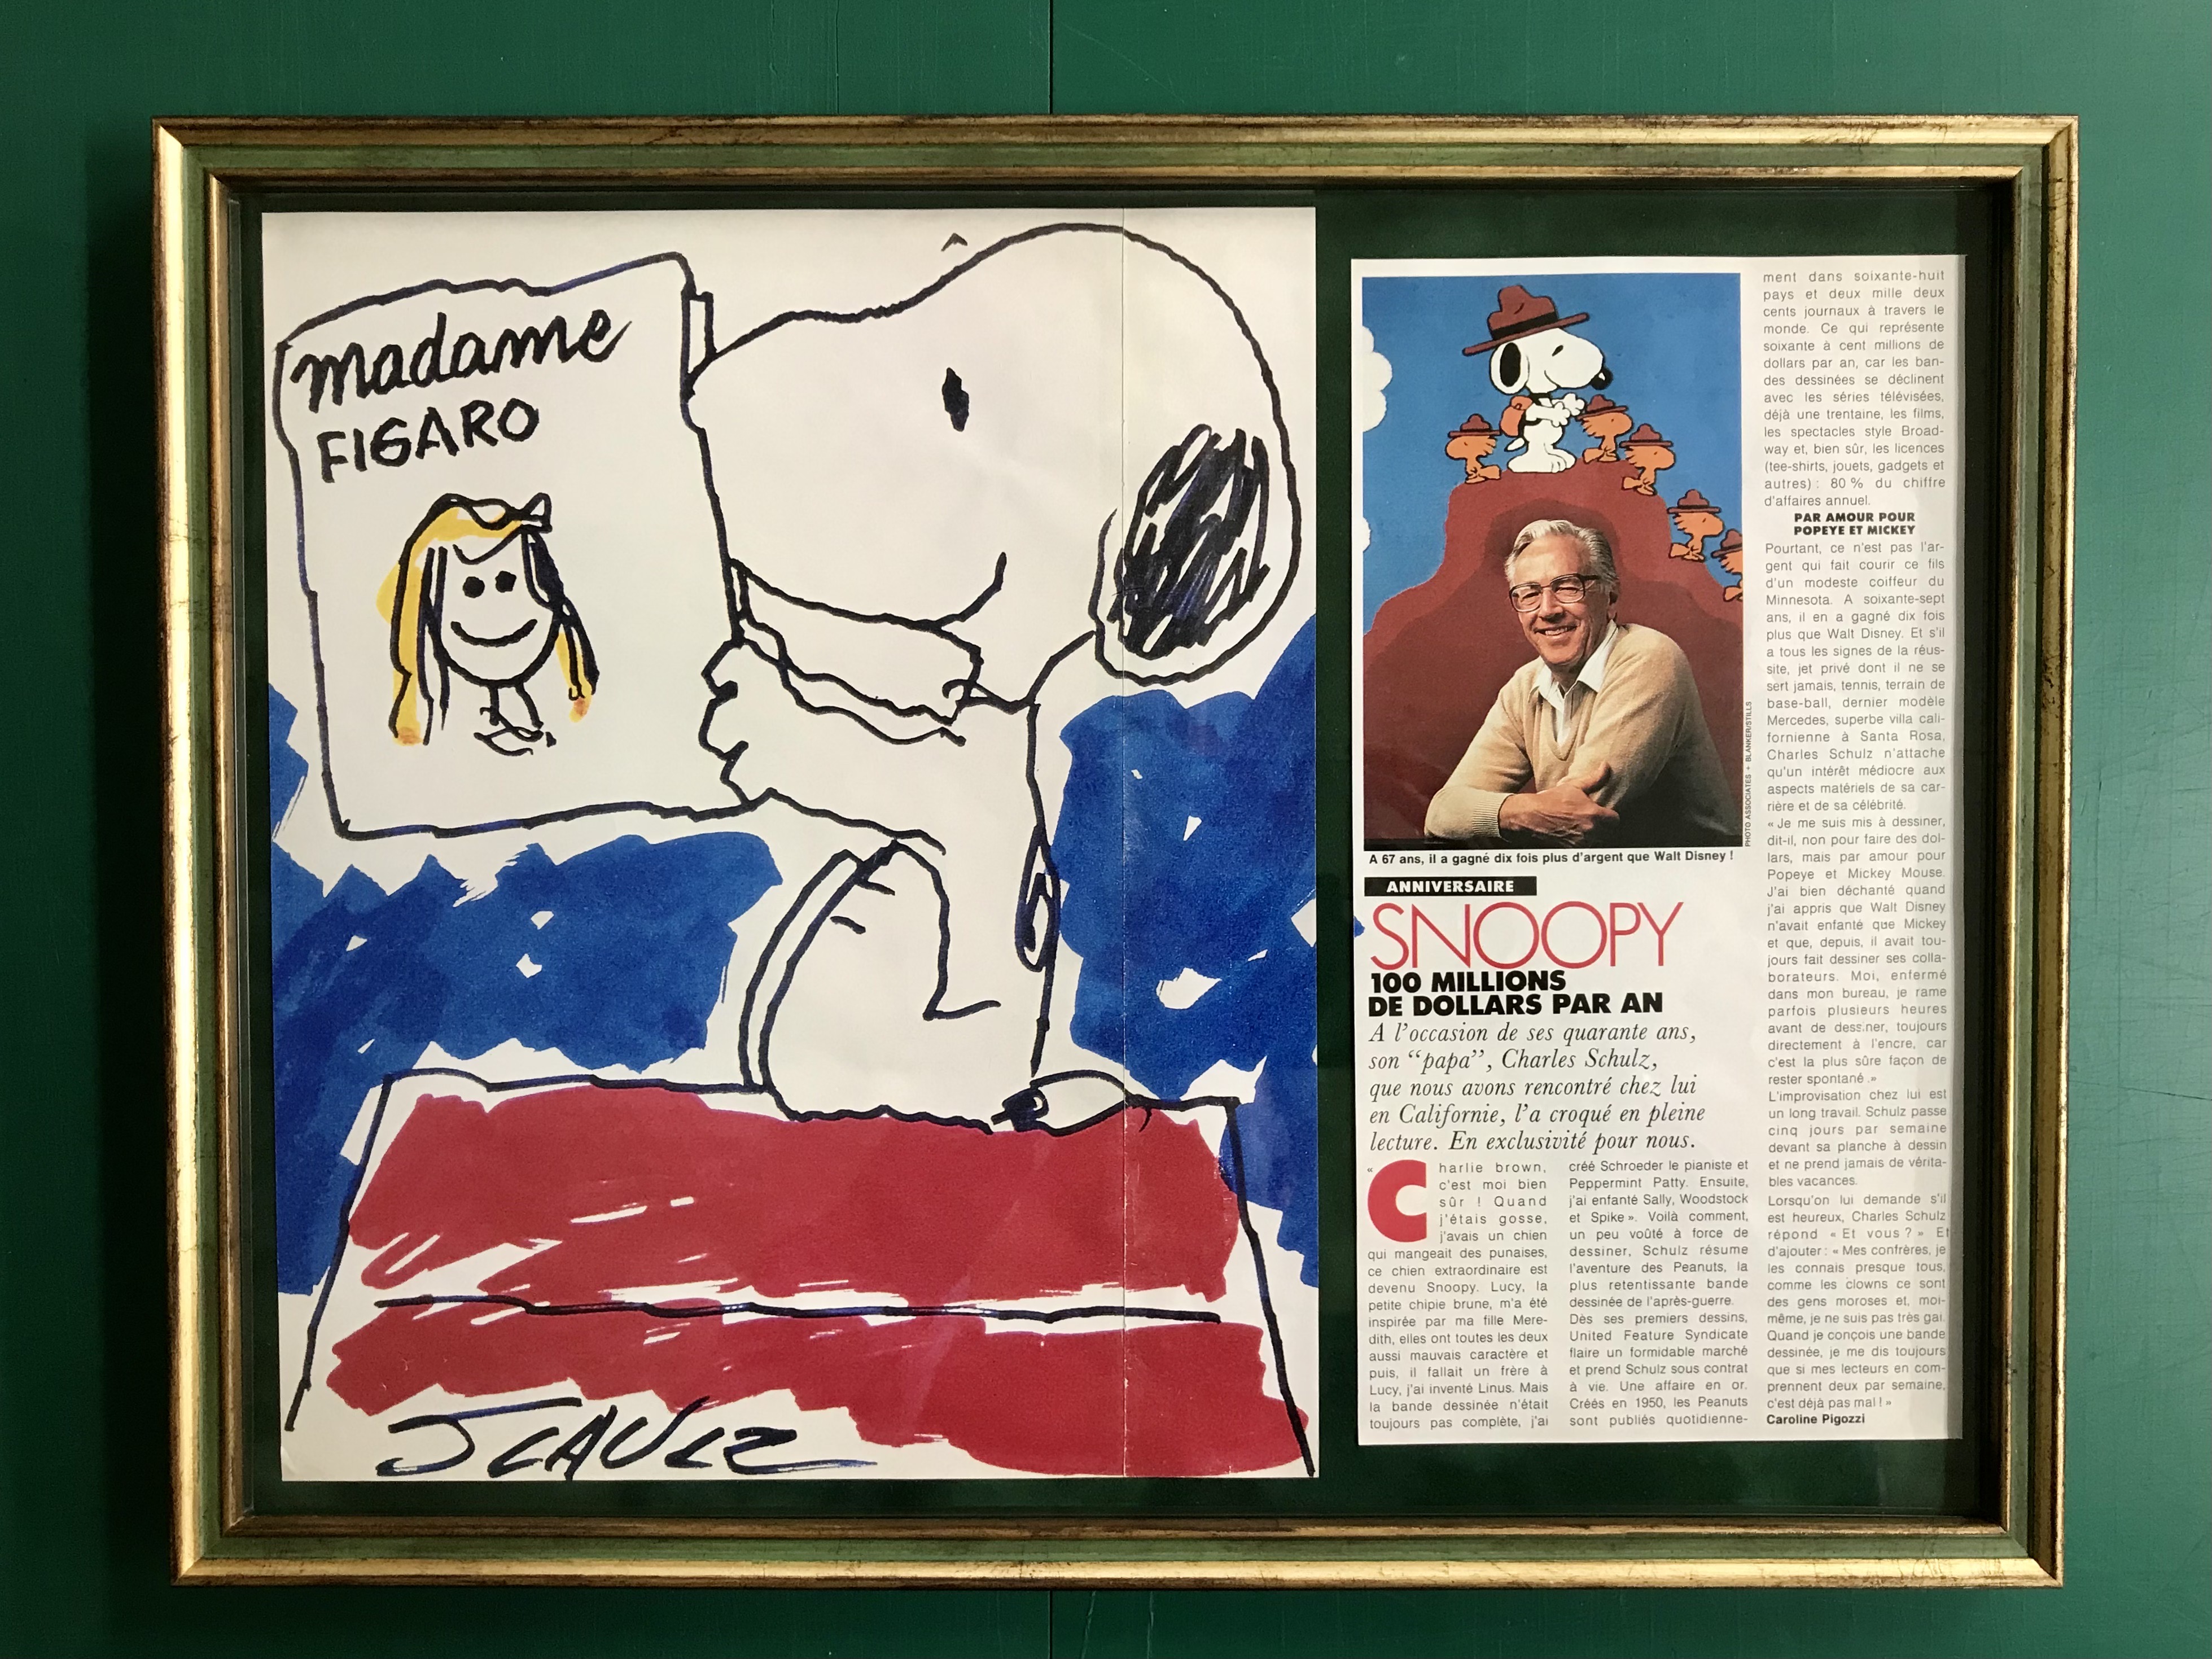 madame
FIGARO
SCHULZ
PHOTO ASSOCIATES + BLANKER/STILLS
A 67 ans, il a gagné dix fois plus d'argent que Walt Disney !
ANNIVERSAIRE
SNOOPY
100 MILLIONS
DE DOLLARS PAR AN
A l'occasion de ses quarante ans,
son “papa”, Charles Schulz,
que nous avons rencontré chez lui
en Californie, l'a croqué en pleine
lecture. En exclusivité pour nous.
« Charlie brown,
c'est moi bien
sûr ! Quand
j'étais gosse,
j'avais un chien
qui mangeait des punaises,
ce chien extraordinaire est
devenu Snoopy. Lucy, la
petite chipie brune, m'a été
inspirée par ma fille Mere-
dith, elles ont toutes les deux
aussi mauvais caractère et
puis, il fallait un frère à
Lucy, j'ai inventé Linus. Mais
la bande dessinée n'était
toujours pas complète, j'ai
créé Schroeder le pianiste et
Peppermint Patty. Ensuite,
j'ai enfanté Sally, Woodstock
et Spike ». Voilà comment,
un peu voûté à force de
dessiner, Schulz résume
l'aventure des Peanuts, la
plus retentissante bande
dessinée de l'après-guerre.
Dès ses premiers dessins,
United Feature Syndicate
flaire un formidable marché
et prend Schulz sous contrat
à vie. Une affaire en or.
Créés en 1950, les Peanuts
sont publiés quotidienne-
ment dans soixante-huit
pays et deux mille deux
cents journaux à travers le
monde. Ce qui représente
soixante à cent millions de
dollars par an, car les ban-
des dessinées se déclinent
avec les séries télévisées,
déjà une trentaine, les films,
les spectacles style Broad-
way et, bien sûr, les licences
(tee-shirts, jouets, gadgets et
autres) : 80 % du chiffre
d'affaires annuel.
PAR AMOUR POUR
POPEYE ET MICKEY
Pourtant, ce n'est pas l'ar-
gent qui fait courir ce fils
d'un modeste coiffeur du
Minnesota. A soixante-sept
ans, il en a gagné dix fois
plus que Walt Disney. Et s'il
a tous les signes de la réus-
site, jet privé dont il ne se
sert jamais, tennis, terrain de
base-ball, dernier modèle
Mercedes, superbe villa cali-
fornienne à Santa Rosa,
Charles Schulz n'attache
qu'un intérêt médiocre aux
aspects matériels de sa car-
rière et de sa célébrité.
« Je me suis mis à dessiner,
dit-il, non pour faire des dol-
lars, mais par amour pour
Popeye et Mickey Mouse.
J'ai bien déchanté quand
j'ai appris que Walt Disney
n'avait enfanté que Mickey
et que, depuis, il avait tou-
jours fait dessiner ses colla-
borateurs. Moi, enfermé
dans mon bureau, je rame
parfois plusieurs heures
avant de dessiner, toujours
directement à l'encre, car
c'est la plus sûre façon de
rester spontané. »
L'improvisation chez lui est
un long travail. Schulz passe
cinq jours par semaine
devant sa planche à dessin
et ne prend jamais de vérita-
bles vacances.
Lorsqu'on lui demande s'il
est heureux, Charles Schulz
répond « Et vous ? » Et
d'ajouter : « Mes confrères, je
les connais presque tous,
comme les clowns ce sont
des gens moroses et, moi-
même, je ne suis pas très gai.
Quand je conçois une bande
dessinée, je me dis toujours
que si mes lecteurs en com-
prennent deux par semaine,
c'est déjà pas mal ! »
Caroline Pigozzi